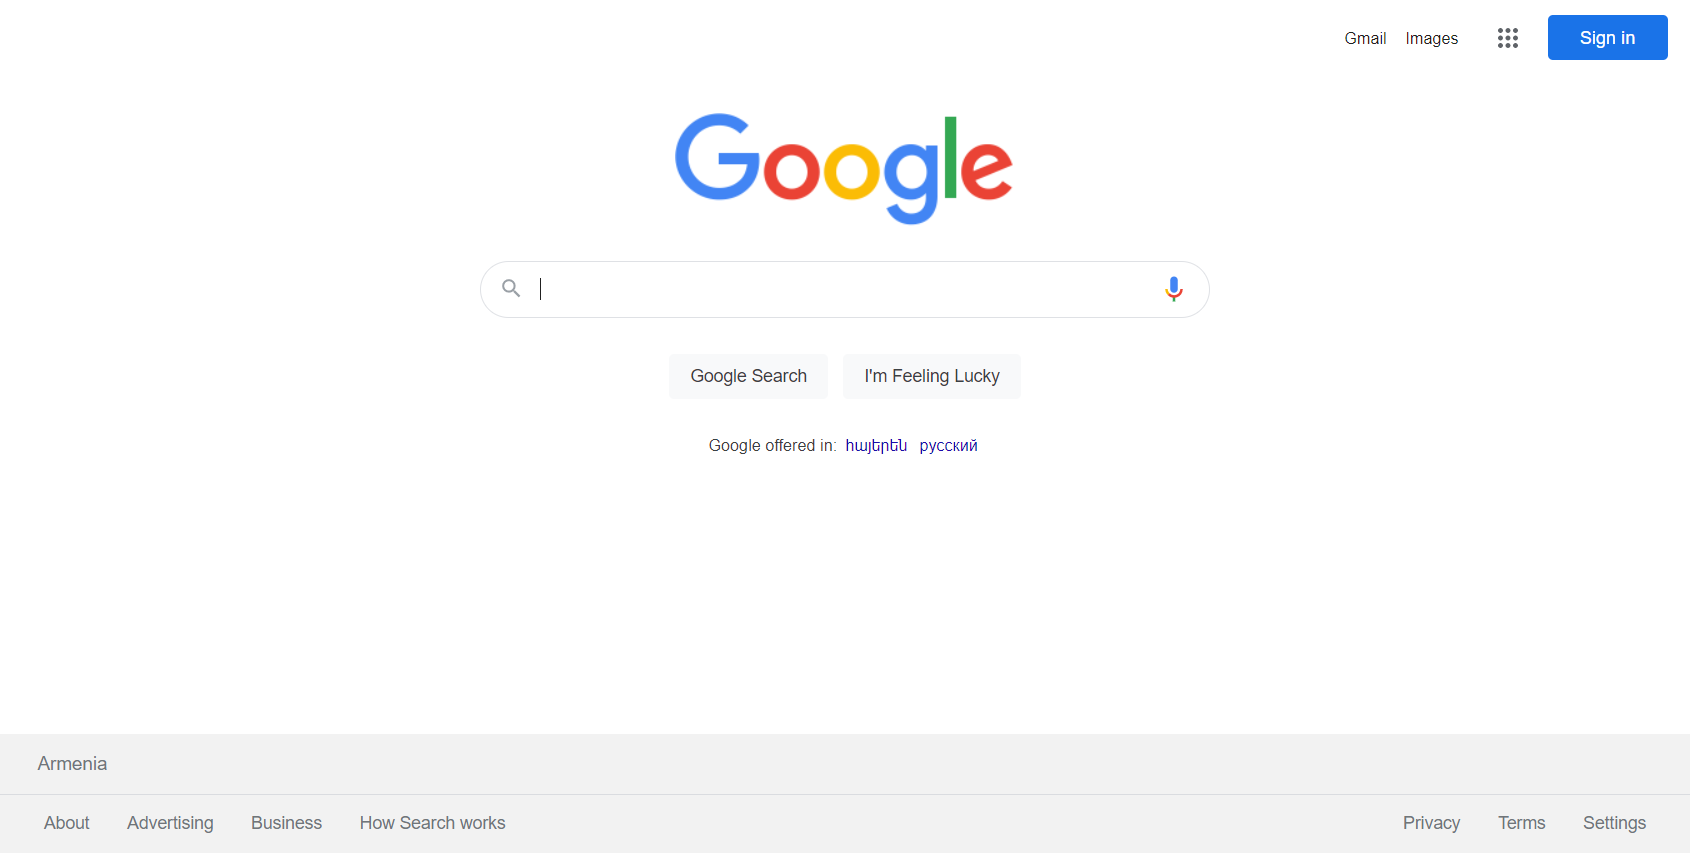 Gmail Images Sign in
Google
Google Search I'm Feeling Lucky
Google offered in: հայերեն русский
Armenia
About Advertising Business How Search works Privacy Terms Settings